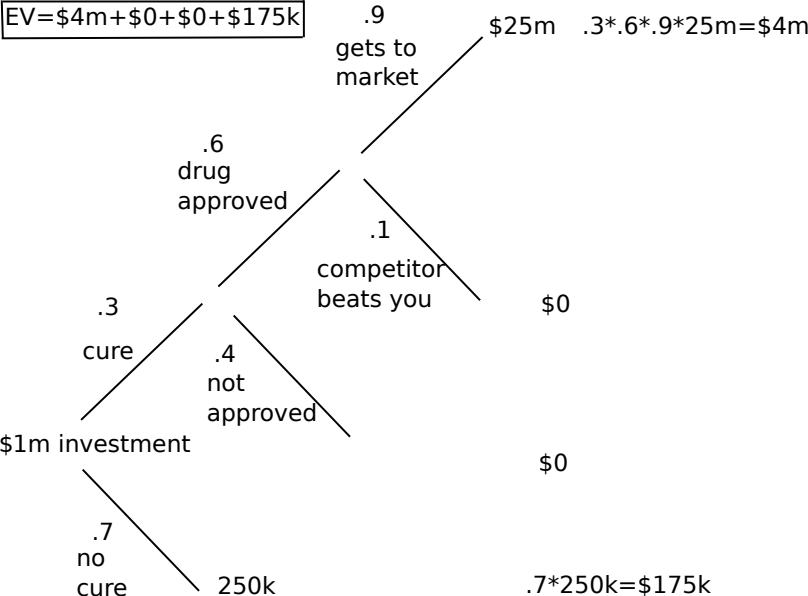 EV=$4m+$0+$0+$175k
.9
gets to
market
$25m
.3*.6*.9*25m=$4m
.6
drug
approved
.1
competitor
beats you
$0
.3
cure
.4
not
approved
$1m investment
$0
.7
no
cure
250k
.7*250k=$175k